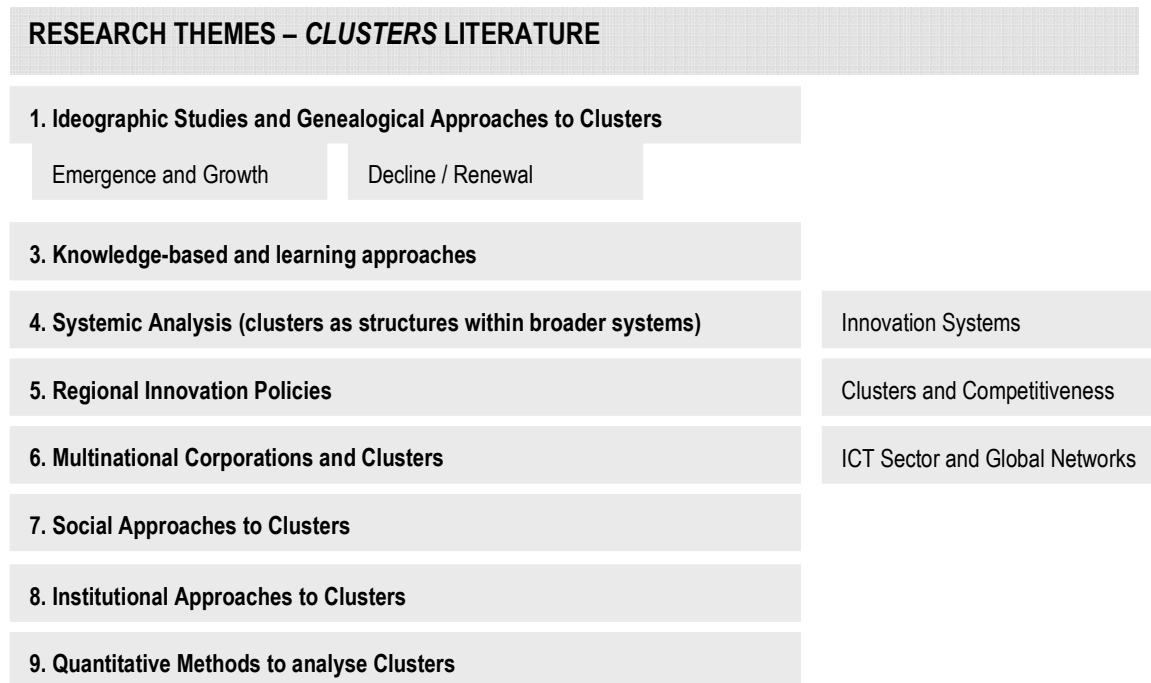 RESEARCH THEMES – CLUSTERS LITERATURE
1. Ideographic Studies and Genealogical Approaches to Clusters
Emergence and Growth
Decline / Renewal
3. Knowledge-based and learning approaches
4. Systemic Analysis (clusters as structures within broader systems)
Innovation Systems
5. Regional Innovation Policies
Clusters and Competitiveness
6. Multinational Corporations and Clusters
ICT Sector and Global Networks
7. Social Approaches to Clusters
8. Institutional Approaches to Clusters
9. Quantitative Methods to analyse Clusters